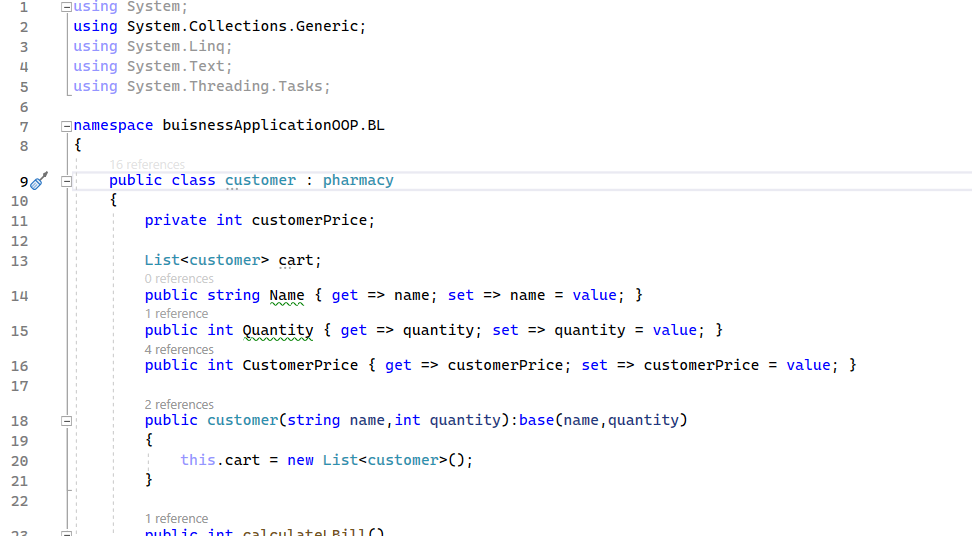 1 using System;
2 using System.Collections.Generic;
3 using System.Linq;
4 using System.Text;
5 using System.Threading.Tasks;
6
7 namespace buisnessApplicationOOP.BL
8 {
16 references
9 public class customer : pharmacy
10 {
11 private int customerPrice;
12
13 List<customer> cart;
0 references
14 public string Name { get => name; set => name = value; }
1 reference
15 public int Quantity { get => quantity; set => quantity = value; }
4 references
16 public int CustomerPrice { get => customerPrice; set => customerPrice = value; }
17
2 references
18 public customer(string name,int quantity):base(name,quantity)
19 {
20 this.cart = new List<customer>();
21 }
22
1 reference
23 public int calculateLBill()